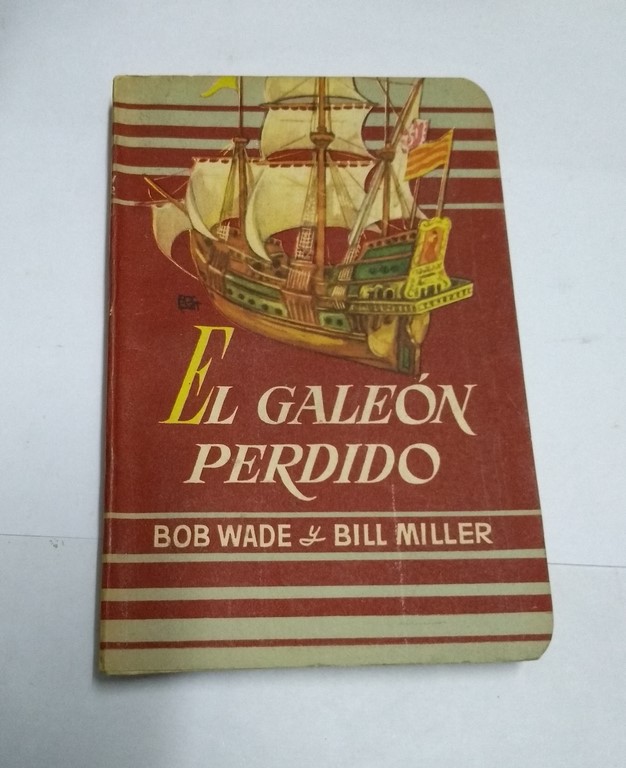 EL GALEÓN
PERDIDO
BOB WADE y BILL MILLER